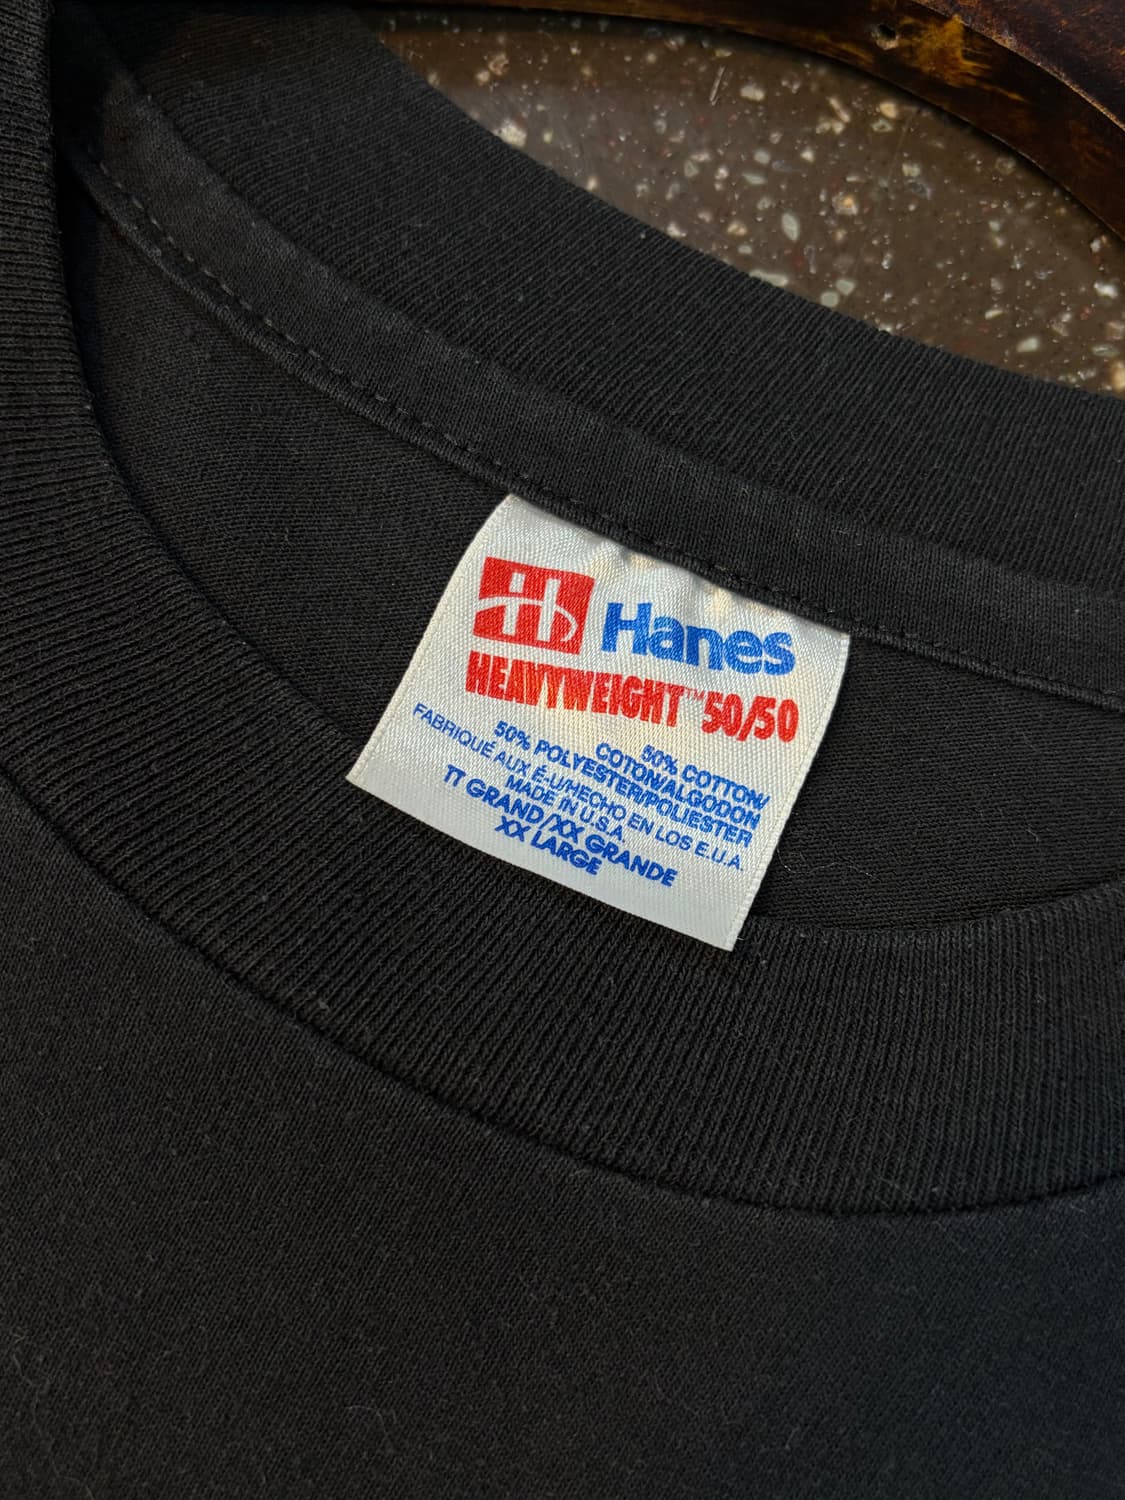 Hanes
HEAVYWEIGHT™ 50/50
50% COTTON/
COTON/ALGODON
50% POLYESTER/POLIESTER
FABRIQUÉ AUX É.-U/HECHO EN LOS E.U.A.
MADE IN U.S.A.
TT GRAND/XX GRANDE
XX LARGE